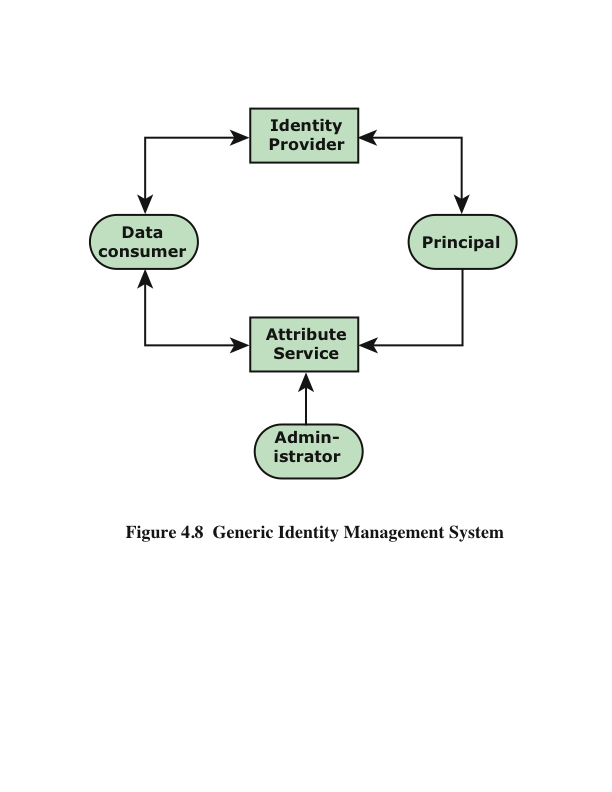 Identity
Provider
Data
consumer
Principal
Attribute
Service
Admin-
istrator
Figure 4.8 Generic Identity Management System